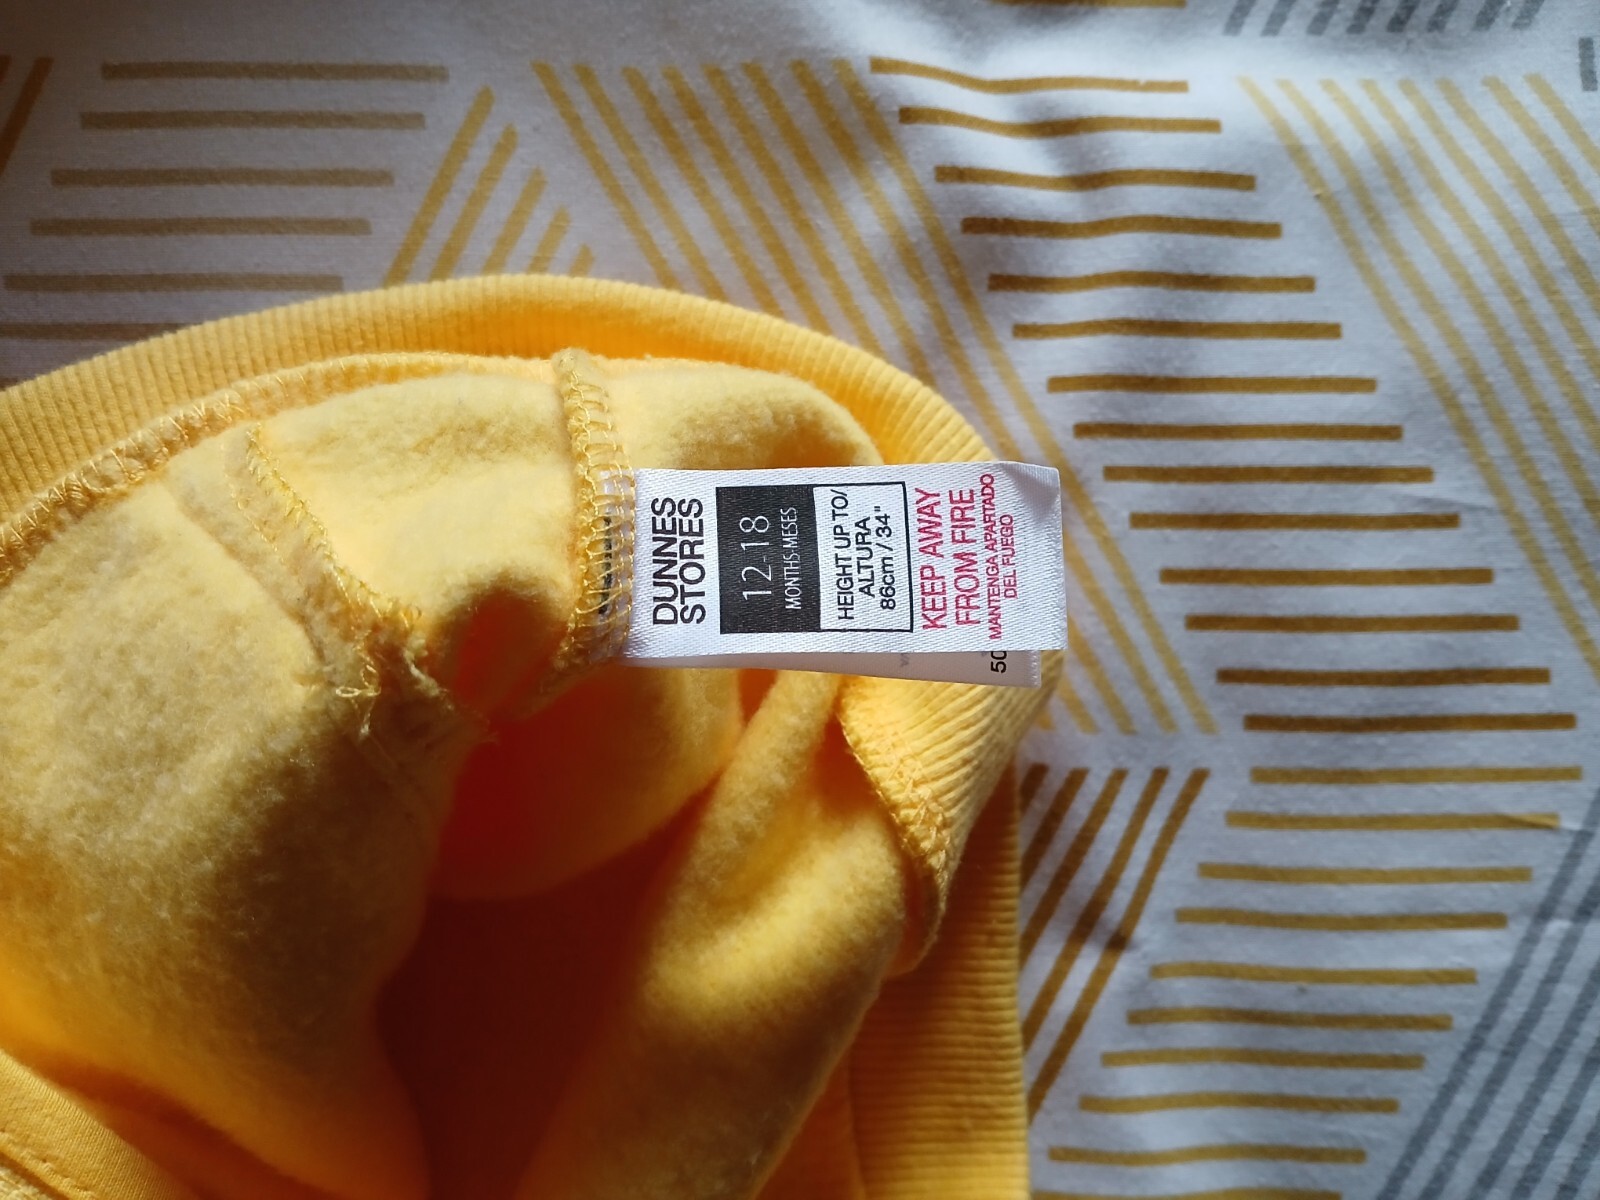 DUNNES
STORES
12-18
MONTHS-MESES
HEIGHT UP TO/
ALTURA
86cm / 34"
KEEP AWAY
FROM FIRE
MANTENGA APARTADO
DEL FUEGO
50